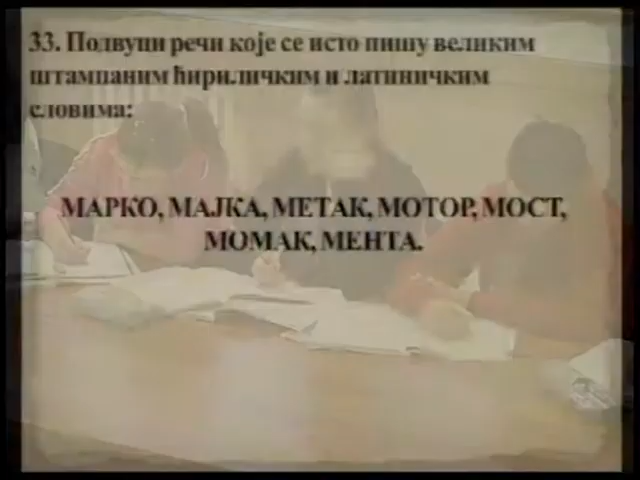 33. Подвуци речи које се исто пишу великим
штампаним ћириличким и латиничким
словима:
МАРКО, МАЈКА, МЕТАК, МОТОР, МОСТ,
МОМАК, МЕНТА.